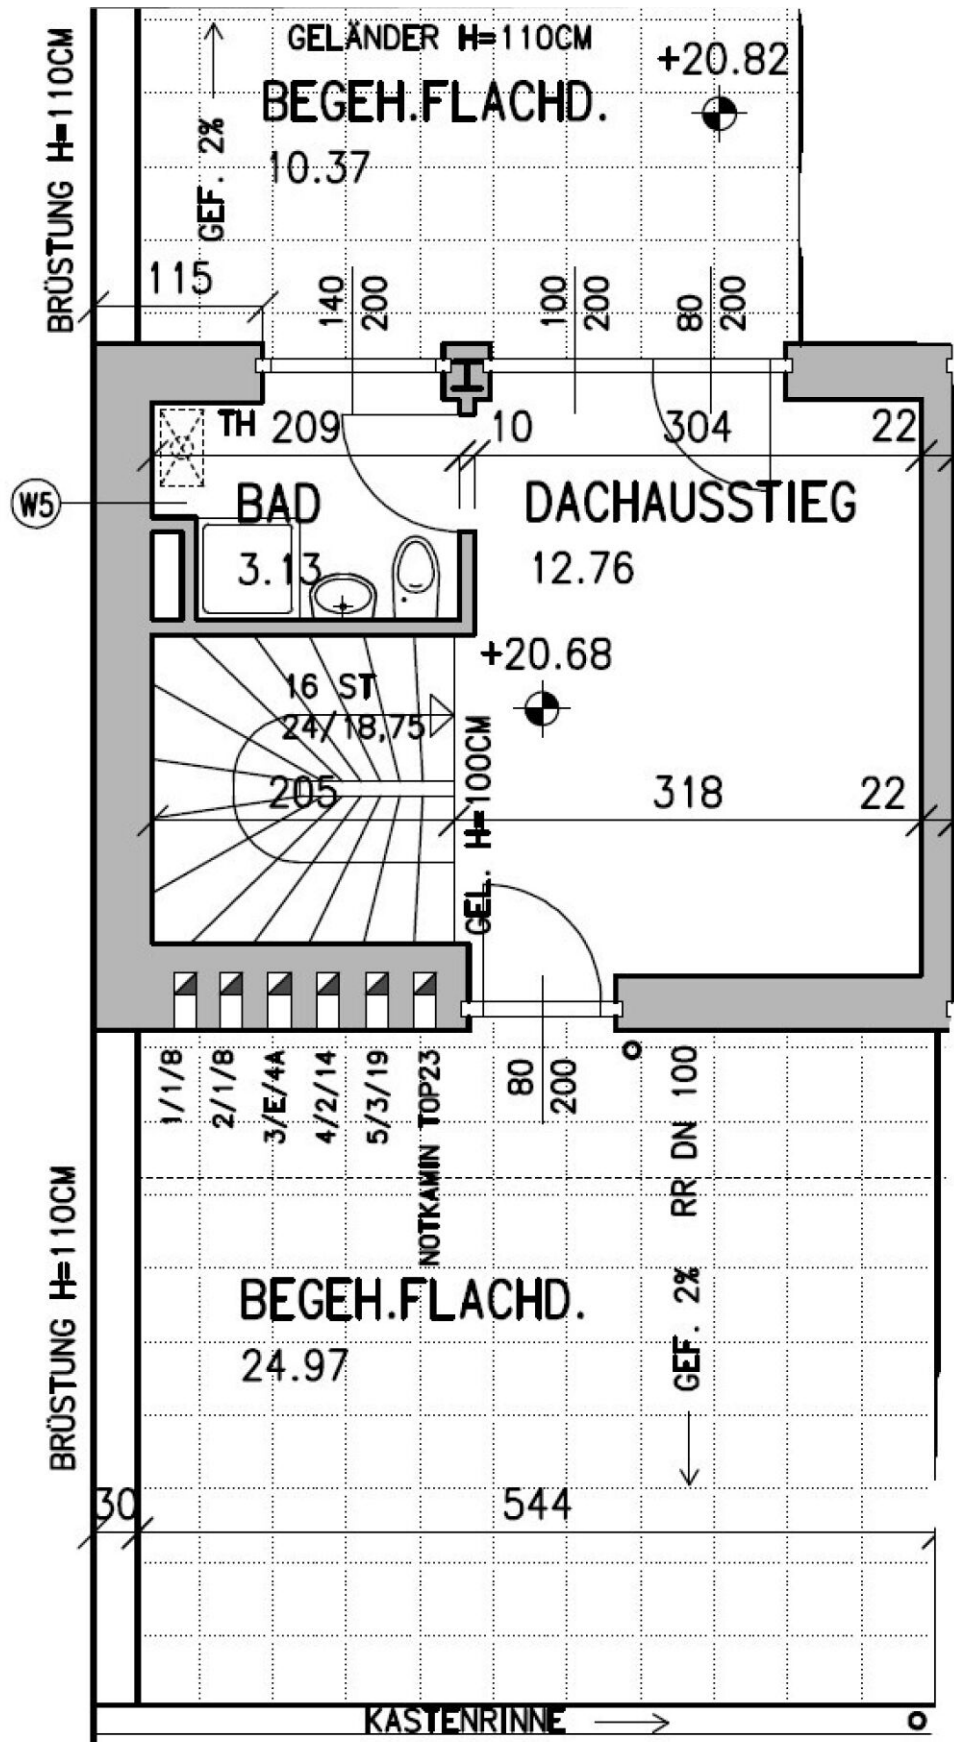 GELÄNDER H=110CM
+20.82
BEGEH.FLACHD.
10.37
GEF. 2%
BRÜSTUNG H=110CM
115
140
200
100
200
80
200
TH
209
10
304
22
W5
BAD
3.13
DACHAUSSTIEG
12.76
+20.68
16 ST
24/18,75
GEL. H=100CM
205
318
22
1/1/8
2/1/8
3/E/4A
4/2/14
5/3/19
NOTKAMIN TOP23
80
200
RR DN 100
GEF. 2%
BRÜSTUNG H=110CM
BEGEH.FLACHD.
24.97
30
544
KASTENRINNE